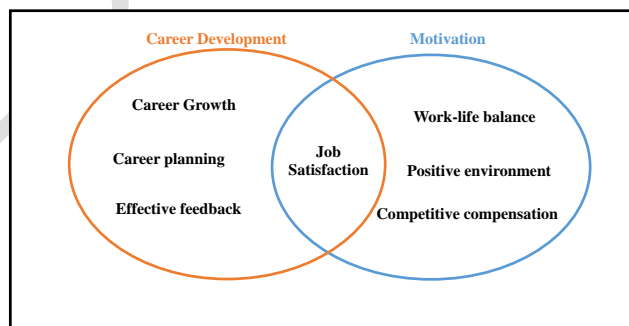 Career Development
Motivation
Career Growth
Career planning
Effective feedback
Job
Satisfaction
Work-life balance
Positive environment
Competitive compensation